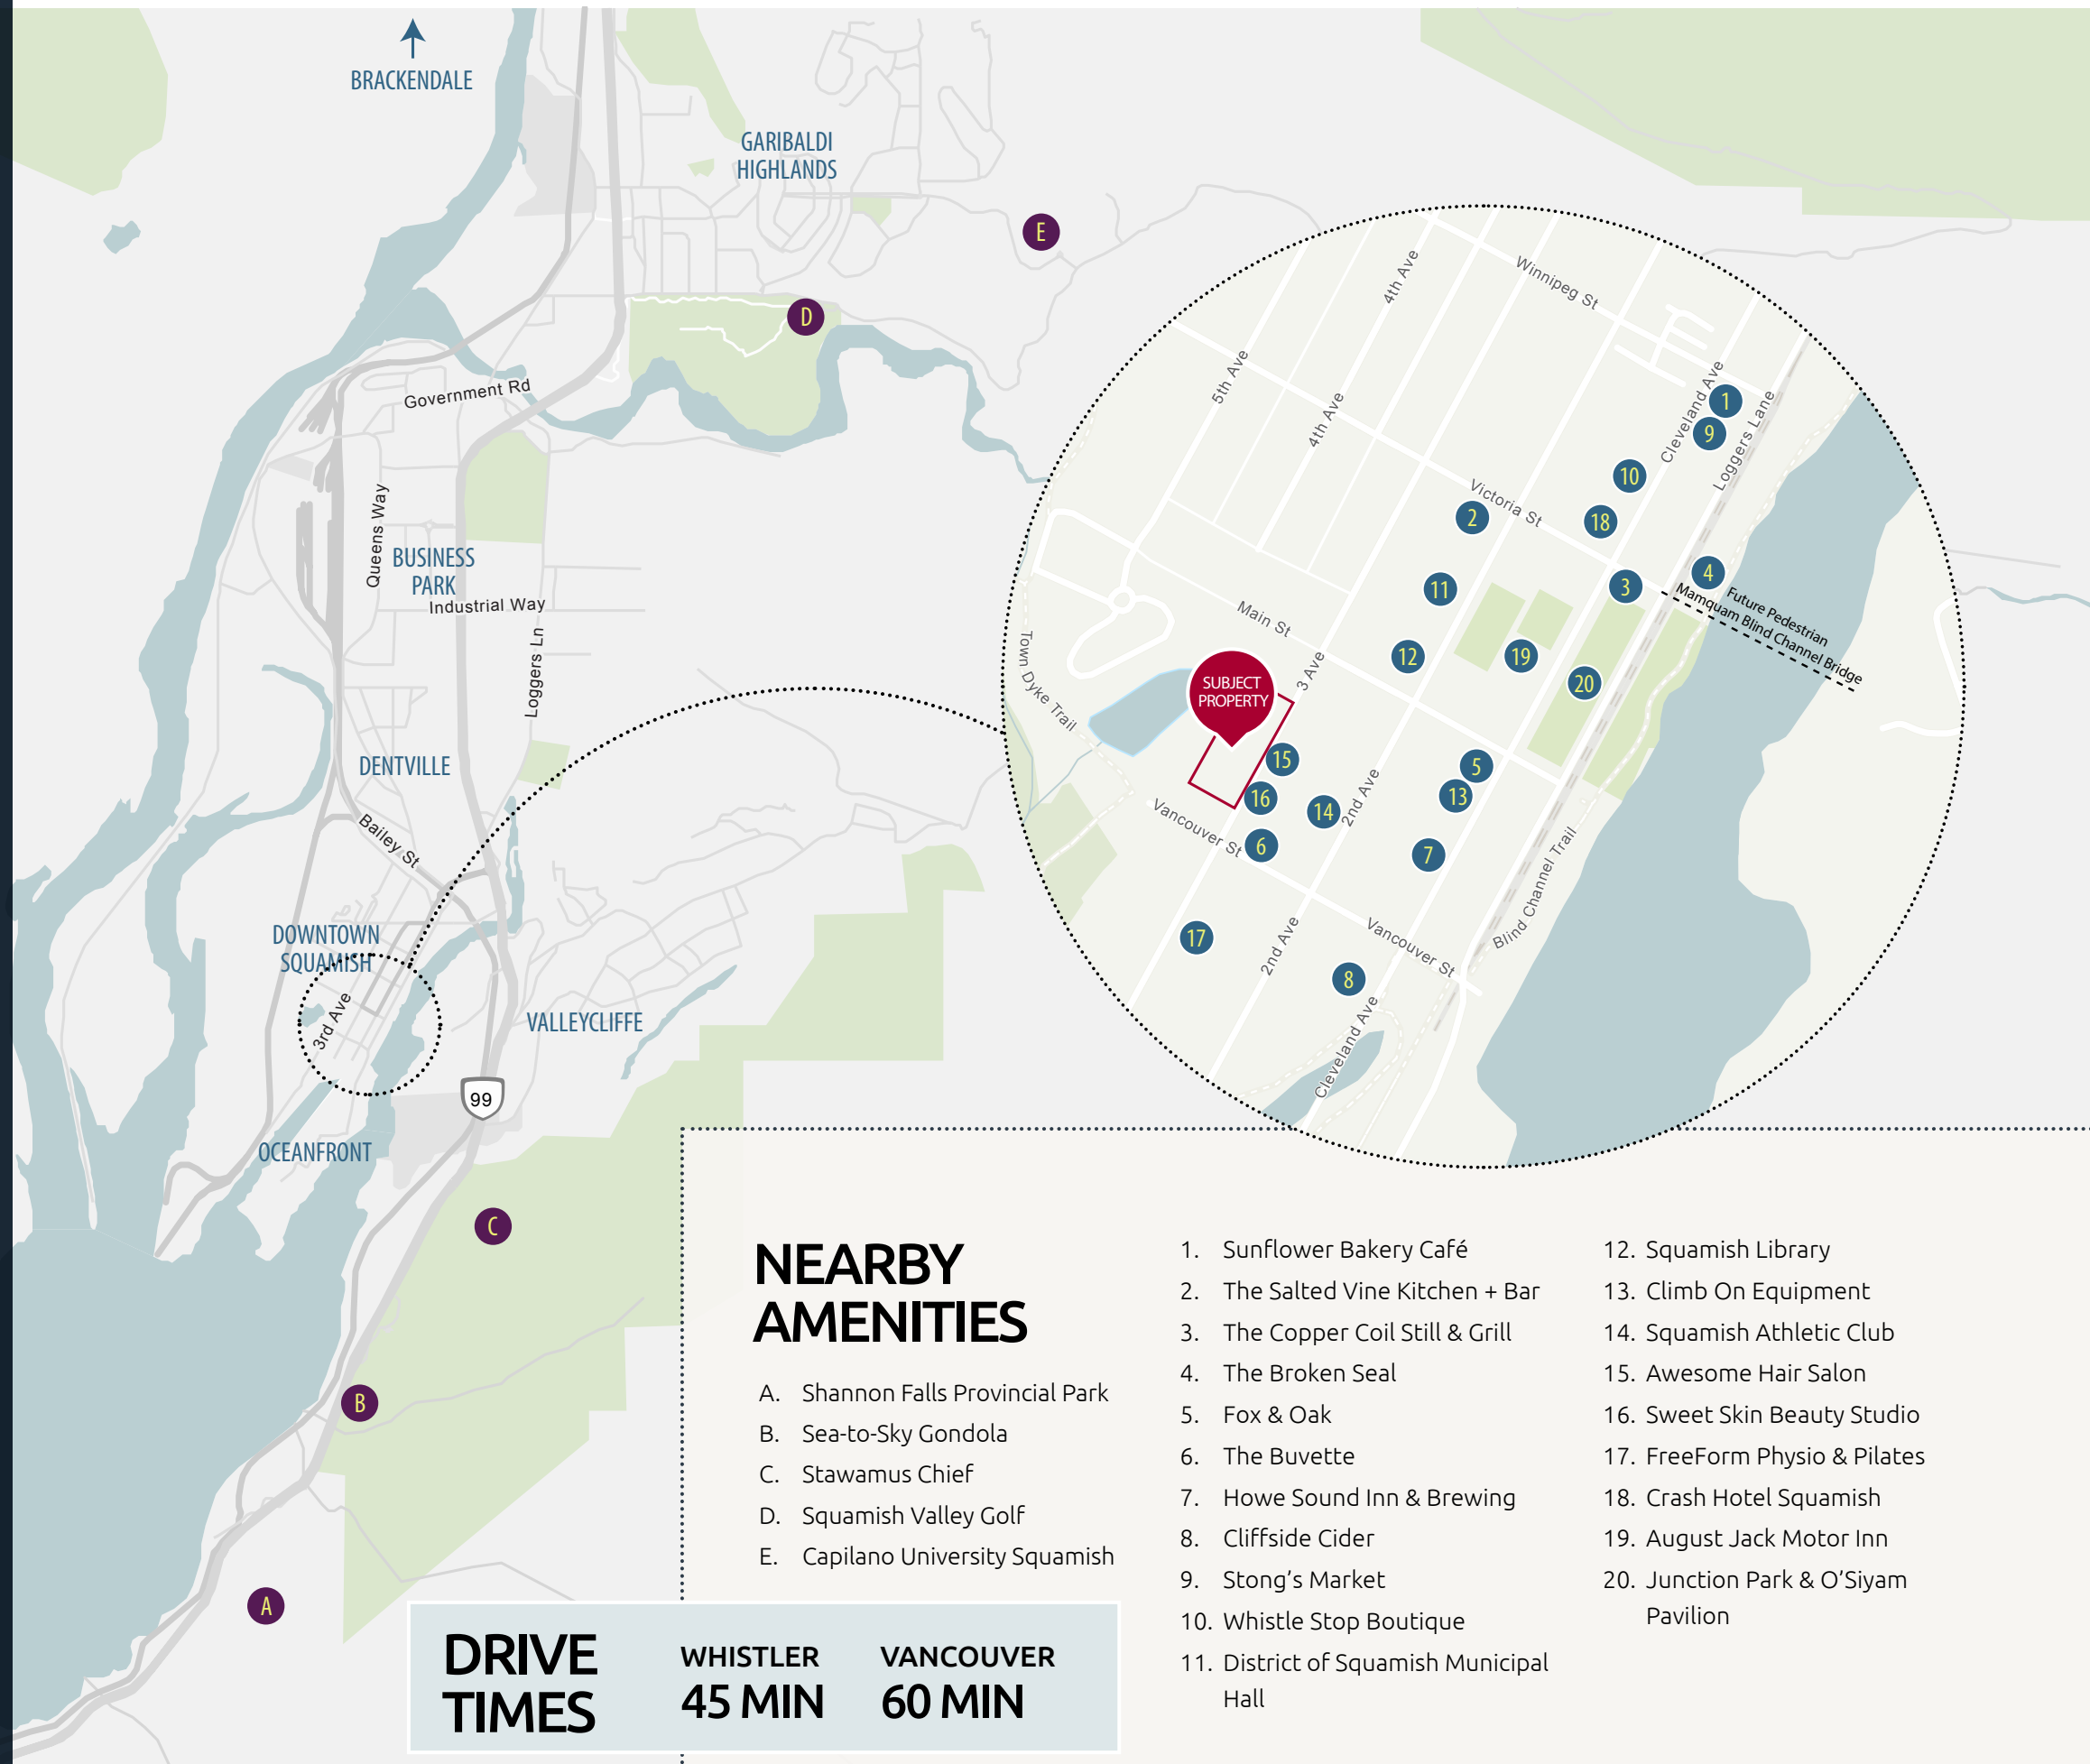 BRACKENDALE
GARIBALDI
HIGHLANDS
E
D
Government Rd
Queens Way
BUSINESS
PARK
Industrial Way
Loggers Ln
DENTVILLE
Bailey St
DOWNTOWN
SQUAMISH
3rd Ave
VALLEYCLIFFE
99
OCEANFRONT
C
B
A
Winnipeg St
4th Ave
5th Ave
4th Ave
Cleveland Ave
Loggers Lane
1
9
10
Victoria St
2
18
3
4
Future Pedestrian
Mamquam Blind Channel Bridge
11
Main St
12
19
20
3 Ave
Town Dyke Trail
SUBJECT
PROPERTY
15
16
14
5
13
2nd Ave
Vancouver St
6
7
Blind Channel Trail
17
2nd Ave
Vancouver St
8
Cleveland Ave
NEARBY
AMENITIES
A. Shannon Falls Provincial Park
B. Sea-to-Sky Gondola
C. Stawamus Chief
D. Squamish Valley Golf
E. Capilano University Squamish
1. Sunflower Bakery Café
2. The Salted Vine Kitchen + Bar
3. The Copper Coil Still & Grill
4. The Broken Seal
5. Fox & Oak
6. The Buvette
7. Howe Sound Inn & Brewing
8. Cliffside Cider
9. Stong's Market
10. Whistle Stop Boutique
11. District of Squamish Municipal
Hall
12. Squamish Library
13. Climb On Equipment
14. Squamish Athletic Club
15. Awesome Hair Salon
16. Sweet Skin Beauty Studio
17. FreeForm Physio & Pilates
18. Crash Hotel Squamish
19. August Jack Motor Inn
20. Junction Park & O'Siyam
Pavilion
DRIVE
TIMES
WHISTLER
45 MIN
VANCOUVER
60 MIN